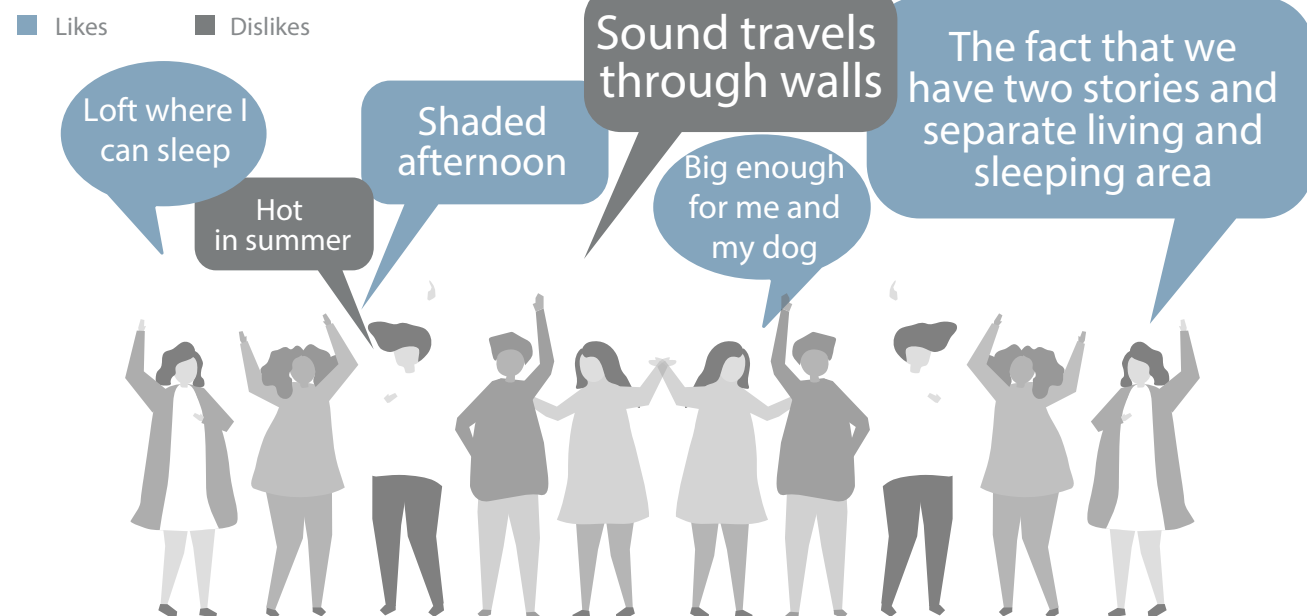 Likes
Dislikes
Loft where I
can sleep
Hot
in summer
Shaded
afternoon
Sound travels
through walls
Big enough
for me and
my dog
The fact that we
have two stories and
separate living and
sleeping area